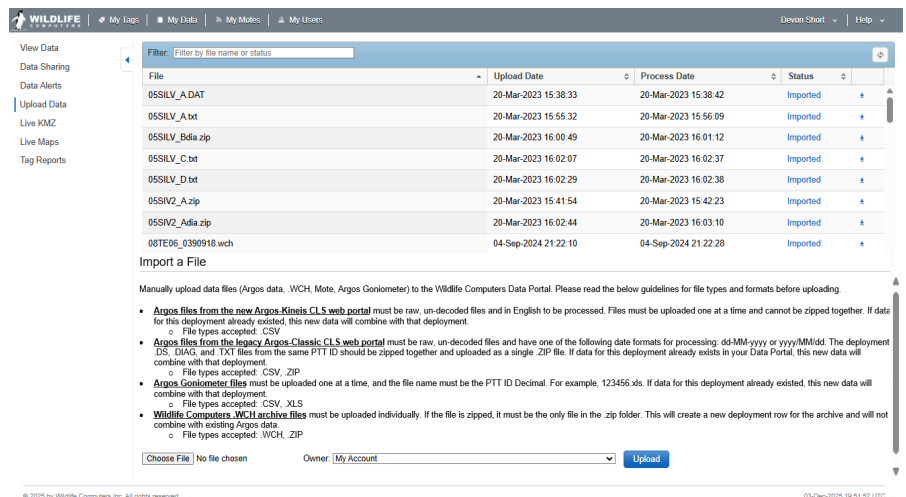 WILDLIFE
COMPUTERS
My Tags
My Data
My Motes
My Users
Devon Short
Help
View Data
Data Sharing
Data Alerts
Upload Data
Live KMZ
Live Maps
Tag Reports
Filter: Filter by file name or status
File Upload Date Process Date Status
05SILV_A.DAT 20-Mar-2023 15:38:33 20-Mar-2023 15:38:42 Imported
05SILV_A.txt 20-Mar-2023 15:55:32 20-Mar-2023 15:56:09 Imported
05SILV_Bdia.zip 20-Mar-2023 16:00:49 20-Mar-2023 16:01:12 Imported
05SILV_C.txt 20-Mar-2023 16:02:07 20-Mar-2023 16:02:37 Imported
05SILV_D.txt 20-Mar-2023 16:02:29 20-Mar-2023 16:02:38 Imported
05SIV2_A.zip 20-Mar-2023 15:41:54 20-Mar-2023 15:42:23 Imported
05SIV2_Adia.zip 20-Mar-2023 16:02:44 20-Mar-2023 16:03:10 Imported
08TE06_0390918.wch 04-Sep-2024 21:22:10 04-Sep-2024 21:22:28 Imported
Import a File
Manually upload data files (Argos data, .WCH, Mote, Argos Goniometer) to the Wildlife Computers Data Portal. Please read the below guidelines for file types and formats before uploading.
• Argos files from the new Argos-Kineis CLS web portal must be raw, un-decoded files and in English to be processed. Files must be uploaded one at a time and cannot be zipped together. If data
for this deployment already existed, this new data will combine with that deployment.
o File types accepted: .CSV
• Argos files from the legacy Argos-Classic CLS web portal must be raw, un-decoded files and have one of the following date formats for processing: dd-MM-yyyy or yyyy/MM/dd. The deployment
.DS, .DIAG, and .TXT files from the same PTT ID should be zipped together and uploaded as a single .ZIP file. If data for this deployment already exists in your Data Portal, this new data will
combine with that deployment.
o File types accepted: .CSV, .ZIP
• Argos Goniometer files must be uploaded one at a time, and the file name must be the PTT ID Decimal. For example, 123456.xls. If data for this deployment already existed, this new data will
combine with that deployment.
o File types accepted: .CSV, .XLS
• Wildlife Computers .WCH archive files must be uploaded individually. If the file is zipped, it must be the only file in the .zip folder. This will create a new deployment row for the archive and will not
combine with existing Argos data.
o File types accepted: .WCH, .ZIP
Choose File No file chosen Owner: My Account Upload
© 2025 by Wildlife Computers Inc. All rights reserved. 03-Dec-2025 19:51:52 UTC